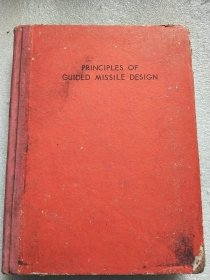 PRINCIPLES OF
GUIDED MISSILE DESIGN